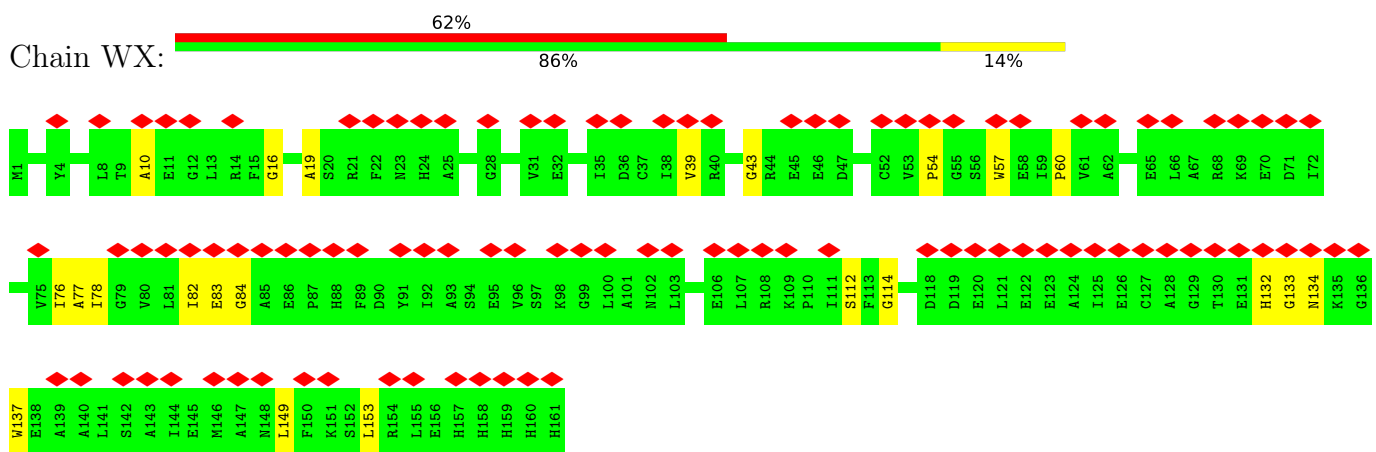 62%
Chain WX:
86% 14%
M1 Y4 L8 T9 A10 E11 G12 L13 R14 F15 G16 A19 S20 R21 F22 N23 H24 A25 G28 V31 E32 I35 D36 C37 I38 V39 R40 G43 R44 E45 E46 D47 C52 V53 P54 G55 S56 W57 E58 I59 P60 V61 A62 E65 L66 A67 R68 K69 E70 D71 I72
V75 I76 A77 I78 G79 V80 L81 I82 E83 G84 A85 E86 P87 H88 F89 D90 Y91 I92 A93 S94 E95 V96 S97 K98 G99 L100 A101 N102 L103 E106 L107 R108 K109 P110 I111 S112 F113 G114 D118 D119 E120 L121 E122 E123 A124 I125 E126 C127 A128 G129 T130 E131 H132 G133 N134 K135 G136
W137 E138 A139 A140 L141 S142 A143 I144 E145 M146 A147 N148 L149 F150 K151 S152 L153 R154 L155 E156 H157 H158 H159 H160 H161